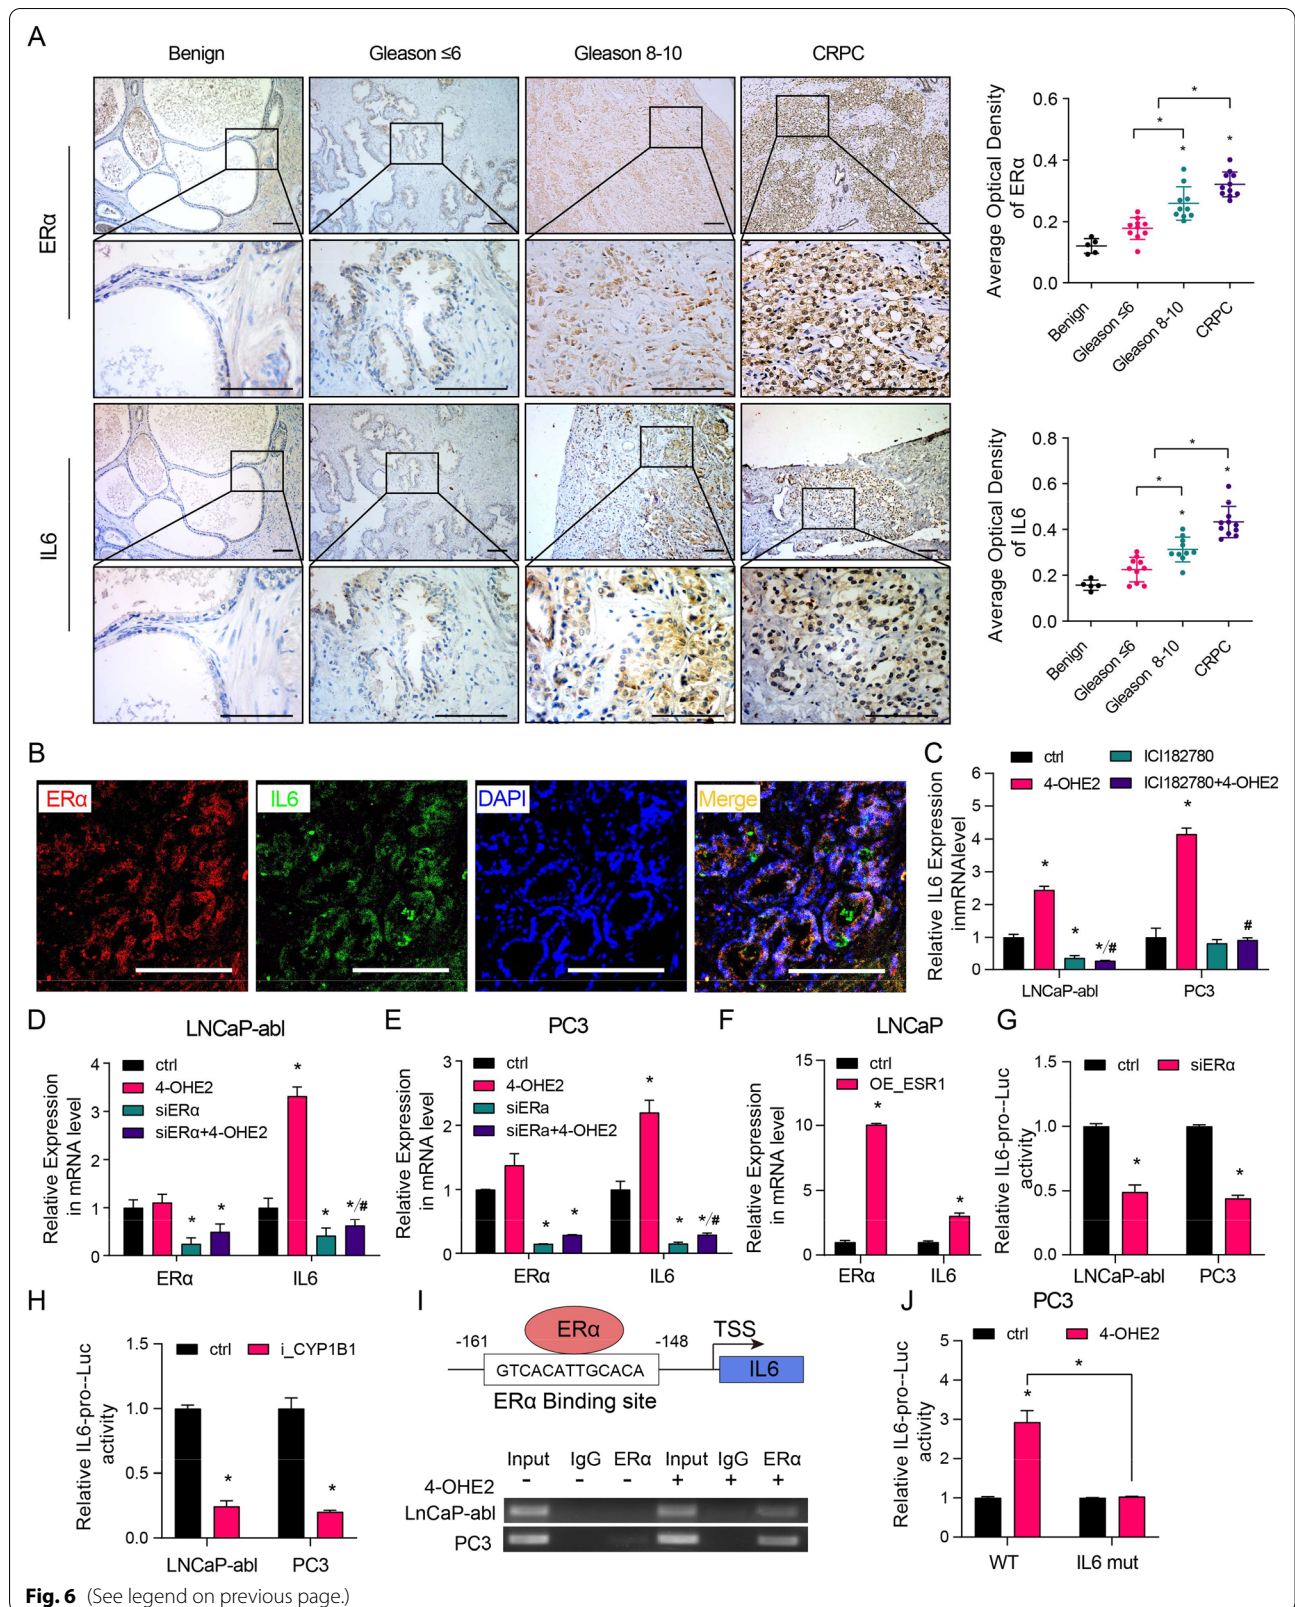 A
Benign Gleason ≤6 Gleason 8-10 CRPC
ERα
IL6
Average Optical Density
of ERα
0.6
0.4
0.2
0.0
Benign Gleason ≤6 Gleason 8-10 CRPC
* * * *
Average Optical Density
of IL6
0.8
0.6
0.4
0.2
0.0
Benign Gleason ≤6 Gleason 8-10 CRPC
* * * *
B
ERα IL6 DAPI Merge
C
ctrl ICI182780
4-OHE2 ICI182780+4-OHE2
Relative IL6 Expression
inmRNAlevel
6
5
4
3
2
1
0
* * */# * #
LNCaP-abl PC3
D
LNCaP-abl
ctrl
4-OHE2
siERα
siERα+4-OHE2
Relative Expression
in mRNA level
4
3
2
1
0
* * * * */#
ERα IL6
E
PC3
ctrl
4-OHE2
siERa
siERa+4-OHE2
Relative Expression
in mRNA level
3
2
1
0
* * * * */#
ERα IL6
F
LNCaP
ctrl
OE_ESR1
Relative Expression
in mRNA level
15
10
5
0
* *
ERα IL6
G
ctrl siERα
Relative IL6-pro--Luc
activity
1.5
1.0
0.5
0.0
* *
LNCaP-abl PC3
H
ctrl i_CYP1B1
Relative IL6-pro--Luc
activity
1.5
1.0
0.5
0.0
* *
LNCaP-abl PC3
I
ERα
-161 -148 TSS
GTCACATTGCACA IL6
ERα Binding site
Input IgG ERα Input IgG ERα
4-OHE2 - - - + + +
LnCaP-abl
PC3
J
PC3
ctrl 4-OHE2
Relative IL6-pro--Luc
activity
5
4
3
2
1
0
* *
WT IL6 mut
Fig. 6 (See legend on previous page.)